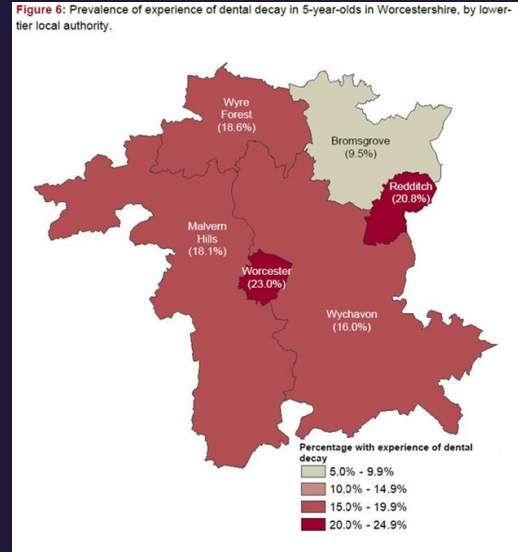 Figure 6: Prevalence of experience of dental decay in 5-year-olds in Worcestershire, by lower-
tier local authority.
Wyre
Forest
(18.6%)
Bromsgrove
(9.5%)
Redditch
(20.8%)
Malvern
Hills
(18.1%)
Worcester
(23.0%)
Wychavon
(16.0%)
Percentage with experience of dental
decay
5.0% - 9.9%
10.0% - 14.9%
15.0% - 19.9%
20.0% - 24.9%